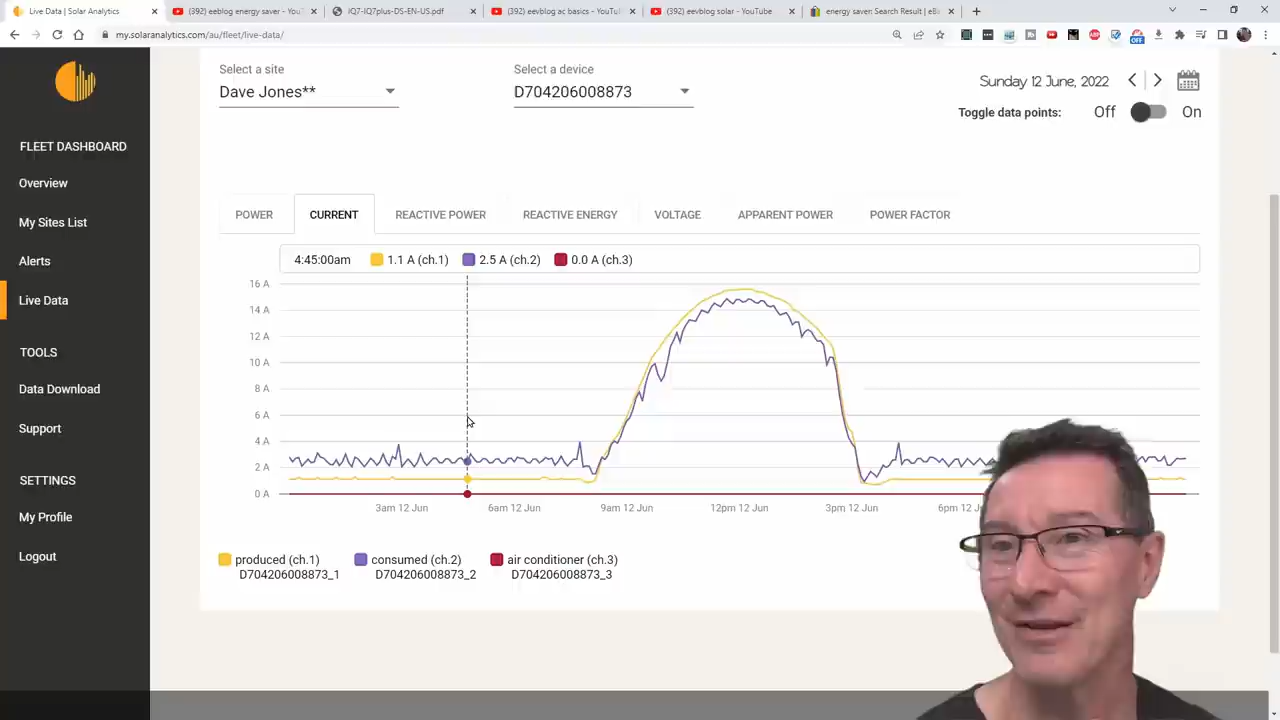 Live Data | Solar Analytics
(392) eeblog energy saver - YouT
IQ7-IQ7plus-DS-EN-US.pdf
(392) eeblog ac basics - YouTub
(392) eeblog solar - YouTube
energy saver: Search Result | eB
my.solaranalytics.com/au/fleet/live-data/
OFF
Select a site
Select a device
Dave Jones**
D704206008873
Sunday 12 June, 2022
Toggle data points:
Off
On
FLEET DASHBOARD
Overview
My Sites List
Alerts
Live Data
TOOLS
Data Download
Support
SETTINGS
My Profile
Logout
POWER
CURRENT
REACTIVE POWER
REACTIVE ENERGY
VOLTAGE
APPARENT POWER
POWER FACTOR
4:45:00am
1.1 A (ch.1)
2.5 A (ch.2)
0.0 A (ch.3)
16 A
14 A
12 A
10 A
8 A
6 A
4 A
2 A
0 A
3am 12 Jun
6am 12 Jun
9am 12 Jun
12pm 12 Jun
3pm 12 Jun
6pm 12 J
produced (ch.1)
D704206008873_1
consumed (ch.2)
D704206008873_2
air conditioner (ch.3)
D704206008873_3